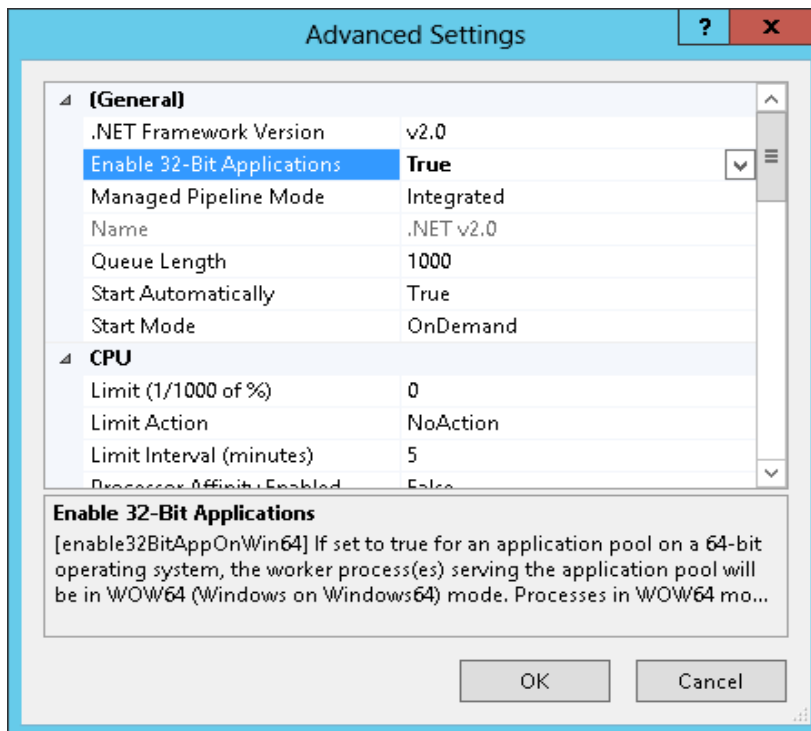 Advanced Settings
? x
(General)
.NET Framework Version v2.0
Enable 32-Bit Applications True
Managed Pipeline Mode Integrated
Name .NET v2.0
Queue Length 1000
Start Automatically True
Start Mode OnDemand
CPU
Limit (1/1000 of %) 0
Limit Action NoAction
Limit Interval (minutes) 5
Processor Affinity Enabled False
Enable 32-Bit Applications
[enable32BitAppOnWin64] If set to true for an application pool on a 64-bit
operating system, the worker process(es) serving the application pool will
be in WOW64 (Windows on Windows64) mode. Processes in WOW64 mo...
OK Cancel